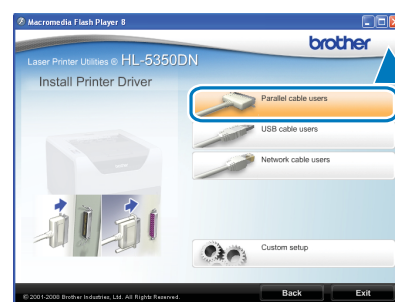 Macromedia Flash Player 8
brother
Laser Printer Utilities ® HL-5350DN
Install Printer Driver
Parallel cable users
USB cable users
Network cable users
Custom setup
© 2001-2008 Brother Industries, Ltd. All Rights Reserved.
Back
Exit